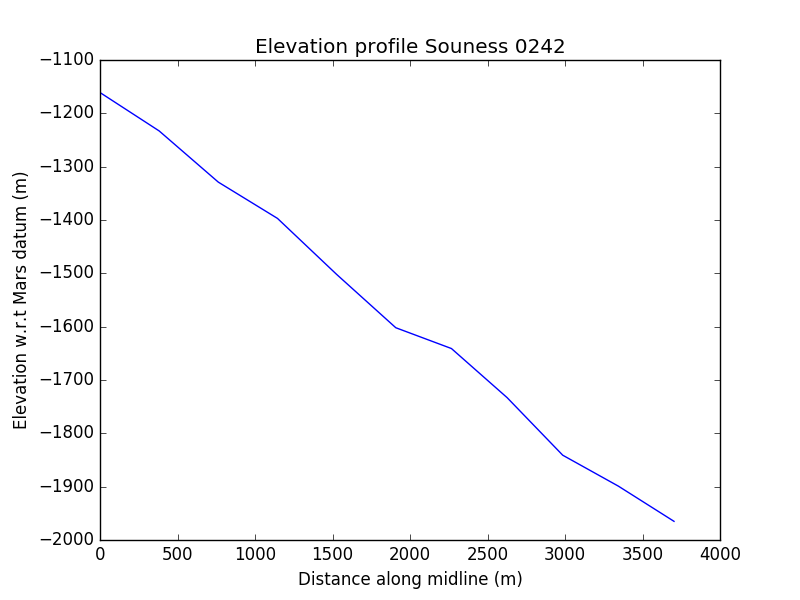 Elevation profile Souness 0242
Elevation w.r.t Mars datum (m)
−1100
−1200
−1300
−1400
−1500
−1600
−1700
−1800
−1900
−2000
0 500 1000 1500 2000 2500 3000 3500 4000
Distance along midline (m)